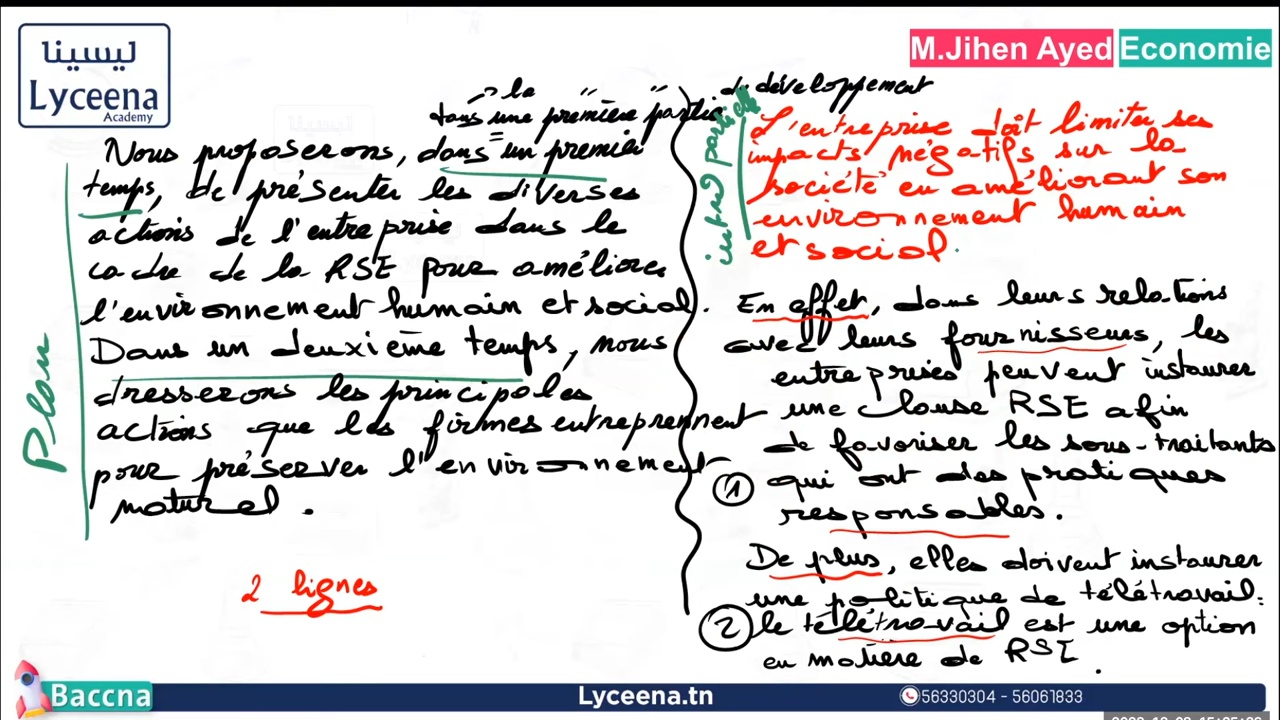 ليسينا
Lyceena
Academy
M.Jihen Ayed Economie
Plan
→ la " "
dans une première partie du développement
Nous proposerons, dans un premier
temps, de présenter les diverses
actions de l'entreprise dans le
cadre de la RSE pour améliorer
l'environnement humain et social.
Dans un deuxième temps, nous
dresserons les principales
actions que les firmes entreprennent
pour préserver l'environnement
naturel.
2 lignes
intro partielle
L'entreprise doit limiter ses
impacts négatifs sur la
société en améliorant son
environnement humain
et social.
En effet, dans leurs relations
avec leurs fournisseurs, les
entreprises peuvent instaurer
une clause RSE afin
de favoriser les sous-traitants
① qui ont des pratiques
responsables.
De plus, elles doivent instaurer
une politique de télétravail:
② le télétravail est une option
en matière de RSE.
Baccna
Lyceena.tn
56330304 - 56061833